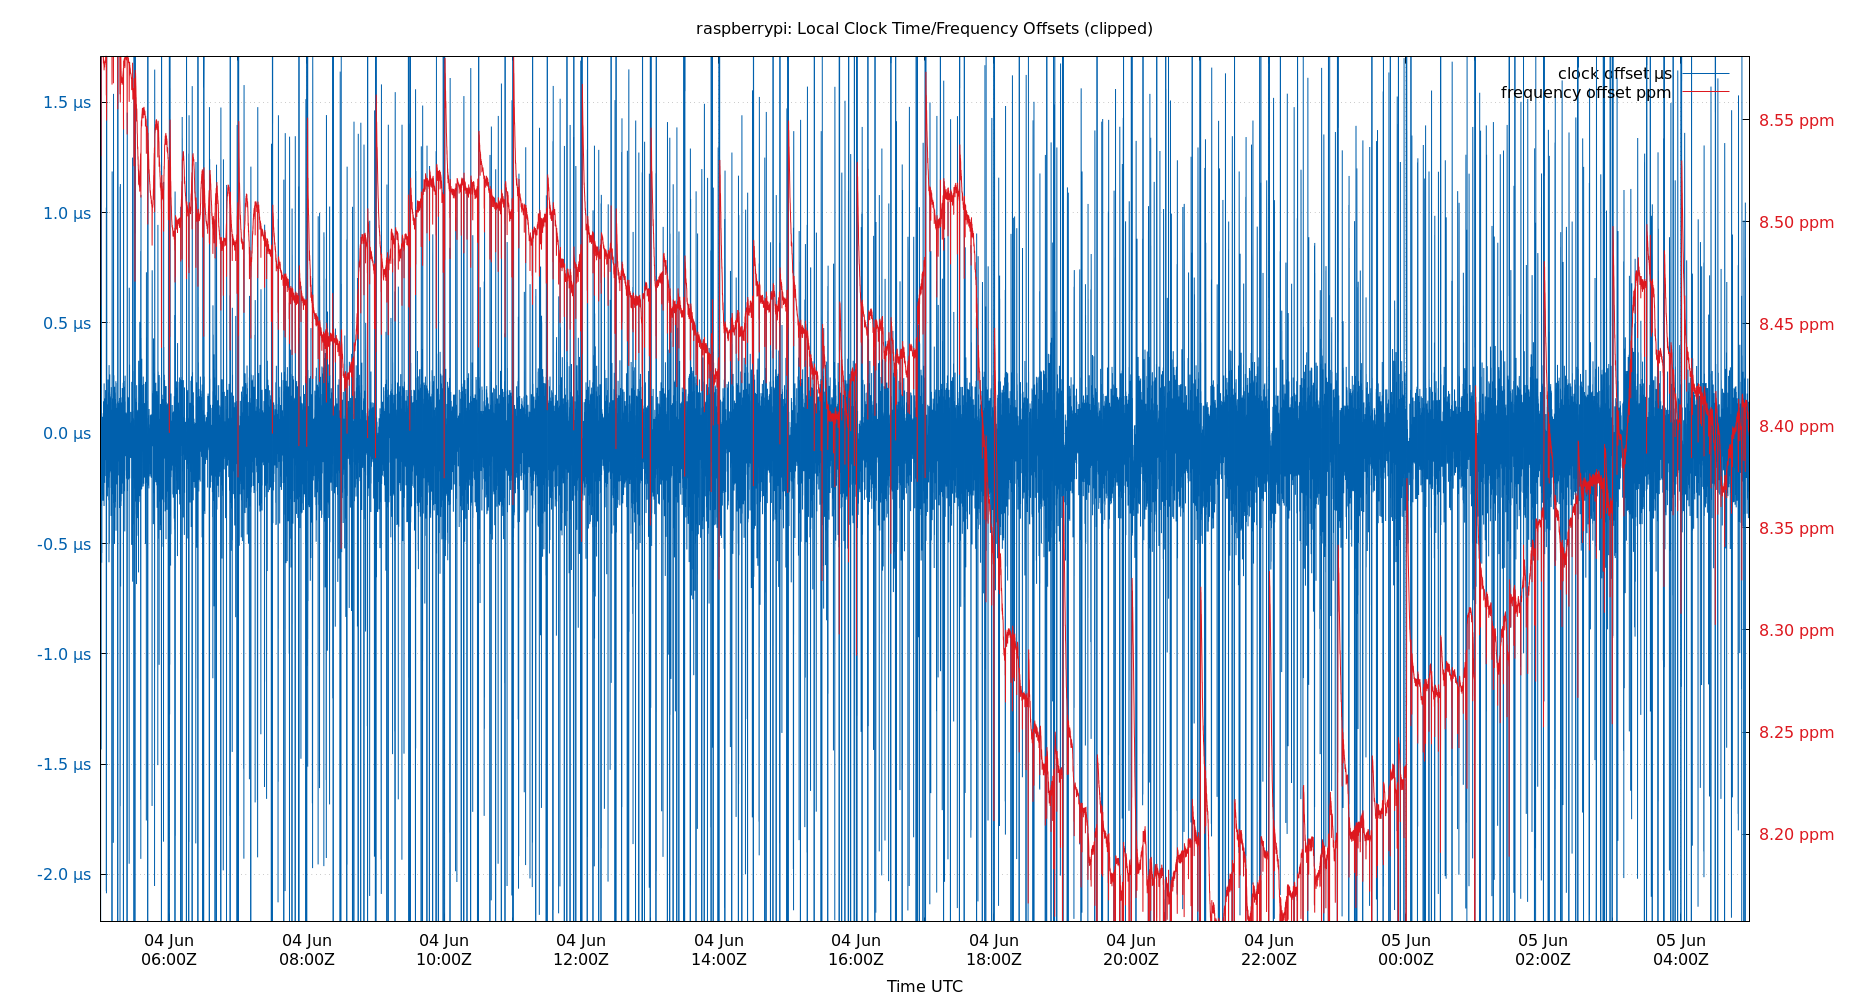 raspberrypi: Local Clock Time/Frequency Offsets (clipped)
clock offset µs
frequency offset ppm
1.5 µs
1.0 µs
0.5 µs
0.0 µs
-0.5 µs
-1.0 µs
-1.5 µs
-2.0 µs
8.55 ppm
8.50 ppm
8.45 ppm
8.40 ppm
8.35 ppm
8.30 ppm
8.25 ppm
8.20 ppm
04 Jun 04 Jun 04 Jun 04 Jun 04 Jun 04 Jun 04 Jun 04 Jun 04 Jun 05 Jun 05 Jun 05 Jun
06:00Z 08:00Z 10:00Z 12:00Z 14:00Z 16:00Z 18:00Z 20:00Z 22:00Z 00:00Z 02:00Z 04:00Z
Time UTC